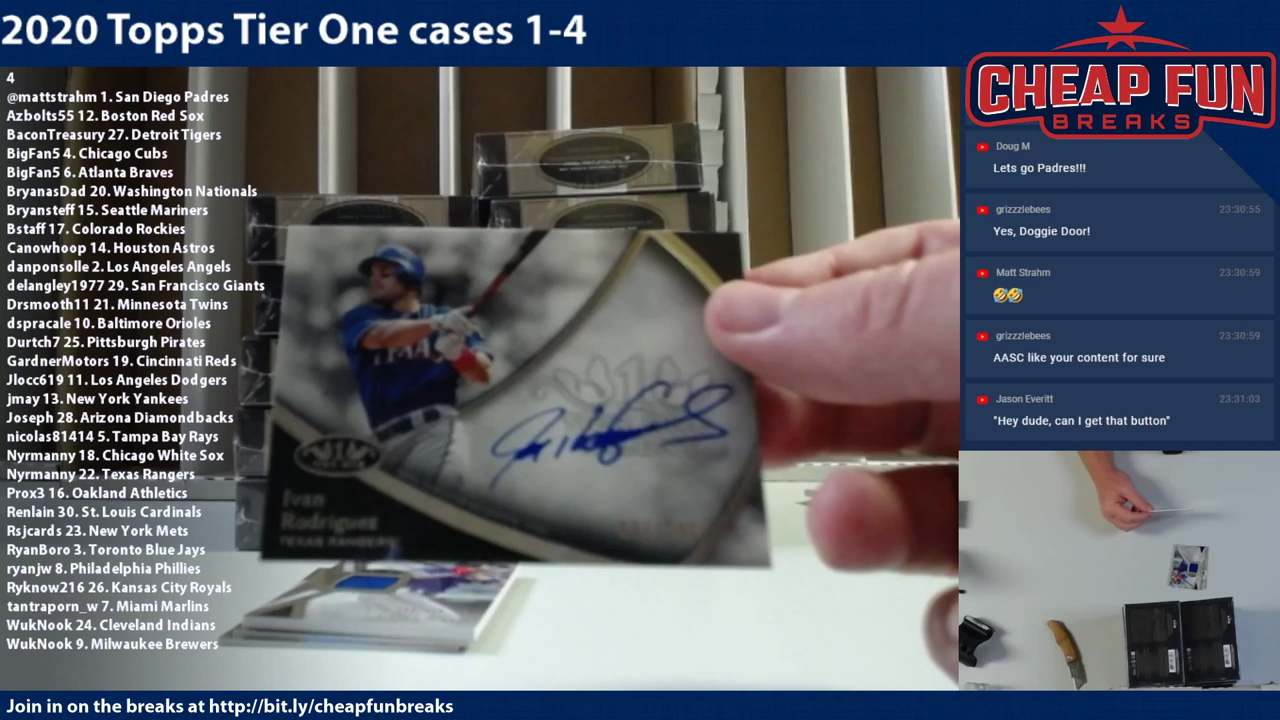 2020 Topps Tier One cases 1-4
4
@mattstrahm 1. San Diego Padres
Azbolts55 12. Boston Red Sox
BaconTreasury 27. Detroit Tigers
BigFan5 4. Chicago Cubs
BigFan5 6. Atlanta Braves
BryanasDad 20. Washington Nationals
Bryansteff 15. Seattle Mariners
Bstaff 17. Colorado Rockies
Canowhoop 14. Houston Astros
danponsolle 2. Los Angeles Angels
delangley1977 29. San Francisco Giants
Drsmooth11 21. Minnesota Twins
dspracale 10. Baltimore Orioles
Durtch7 25. Pittsburgh Pirates
GardnerMotors 19. Cincinnati Reds
Jlocc619 11. Los Angeles Dodgers
jmay 13. New York Yankees
Joseph 28. Arizona Diamondbacks
nicolas81414 5. Tampa Bay Rays
Nyrmanny 18. Chicago White Sox
Nyrmanny 22. Texas Rangers
Prox3 16. Oakland Athletics
Renlain 30. St. Louis Cardinals
Rsjcards 23. New York Mets
RyanBoro 3. Toronto Blue Jays
ryanjw 8. Philadelphia Phillies
Ryknow216 26. Kansas City Royals
tantraporn_w 7. Miami Marlins
WukNook 24. Cleveland Indians
WukNook 9. Milwaukee Brewers
TEXAS
Ivan
Rodriguez
TEXAS RANGERS
CHEAP FUN
BREAKS
Doug M
Lets go Padres!!!
grizzzlebees 23:30:55
Yes, Doggie Door!
Matt Strahm 23:30:59
🤣🤣
grizzzlebees 23:30:59
AASC like your content for sure
Jason Everitt 23:31:03
"Hey dude, can I get that button"
Join in on the breaks at http://bit.ly/cheapfunbreaks